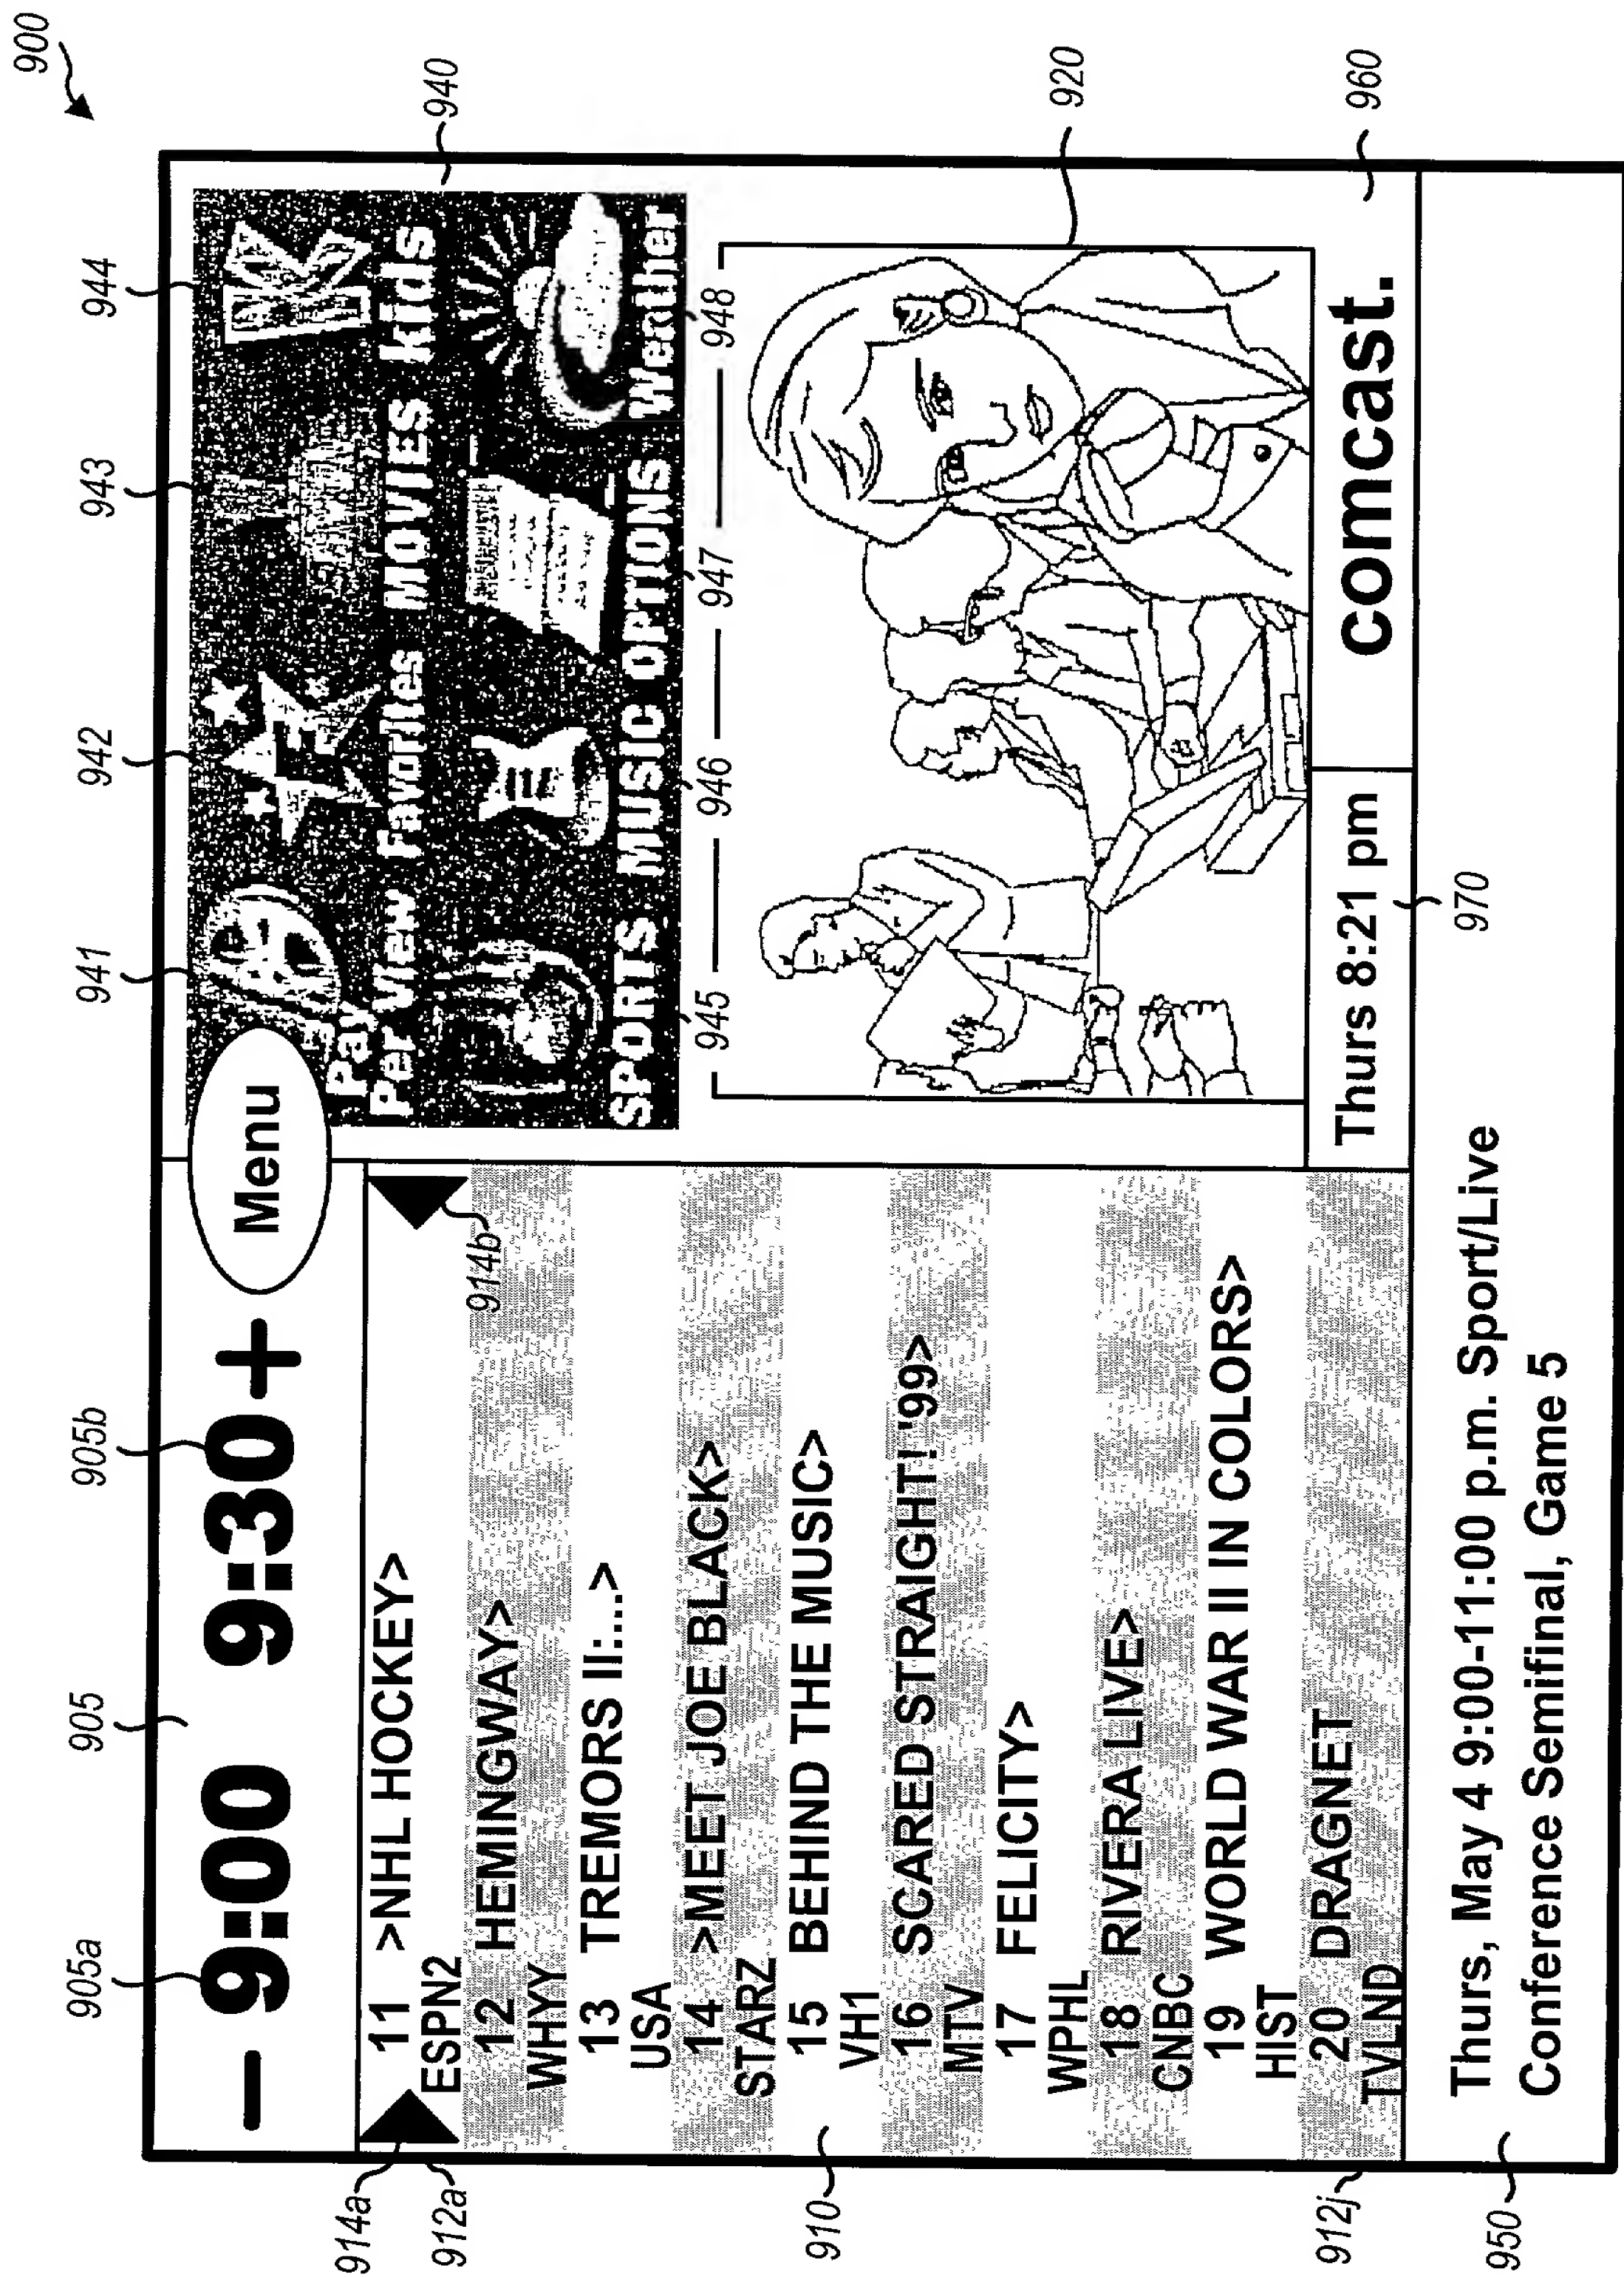 900
905a
905
905b
941
942
943
944
− 9:00 9:30 +
Menu
Pay
Per View Favorites MOVIES Kids
SPORTS MUSIC OPTIONS Weather
940
945 946 947 948
914a
912a
914b
11 >NHL HOCKEY>
ESPN2
12 HEMINGWAY>
WHYY
13 TREMORS II:...>
USA
14 >MEET JOE BLACK>
STARZ
15 BEHIND THE MUSIC>
VH1
16 SCARED STRAIGHT! '99>
MTV
17 FELICITY>
WPHL
18 RIVERA LIVE>
CNBC
19 WORLD WAR II IN COLORS>
HIST
20 DRAGNET
TVLND
910
912j
920
Thurs 8:21 pm
comcast.
960
970
Thurs, May 4 9:00-11:00 p.m. Sport/Live
Conference Semifinal, Game 5
950